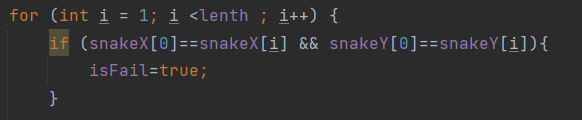 for (int i = 1; i <lenth ; i++) {
if (snakeX[0]==snakeX[i] && snakeY[0]==snakeY[i]){
isFail=true;
}